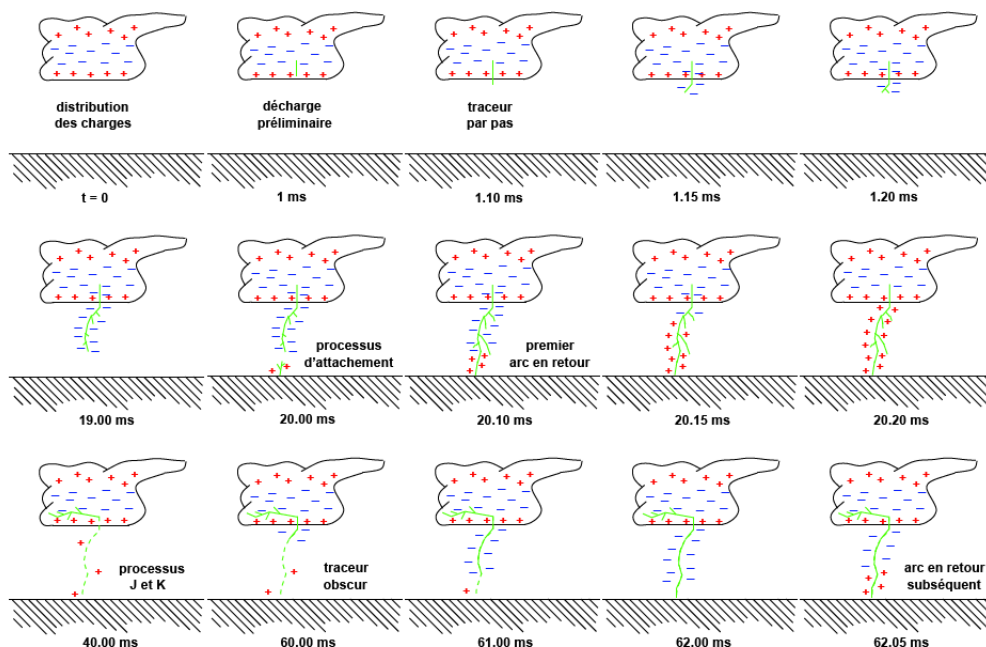 distribution
des charges
décharge
préliminaire
traceur
par pas
t = 0
1 ms
1.10 ms
1.15 ms
1.20 ms
processus
d'attachement
premier
arc en retour
19.00 ms
20.00 ms
20.10 ms
20.15 ms
20.20 ms
processus
J et K
traceur
obscur
arc en retour
subséquent
40.00 ms
60.00 ms
61.00 ms
62.00 ms
62.05 ms